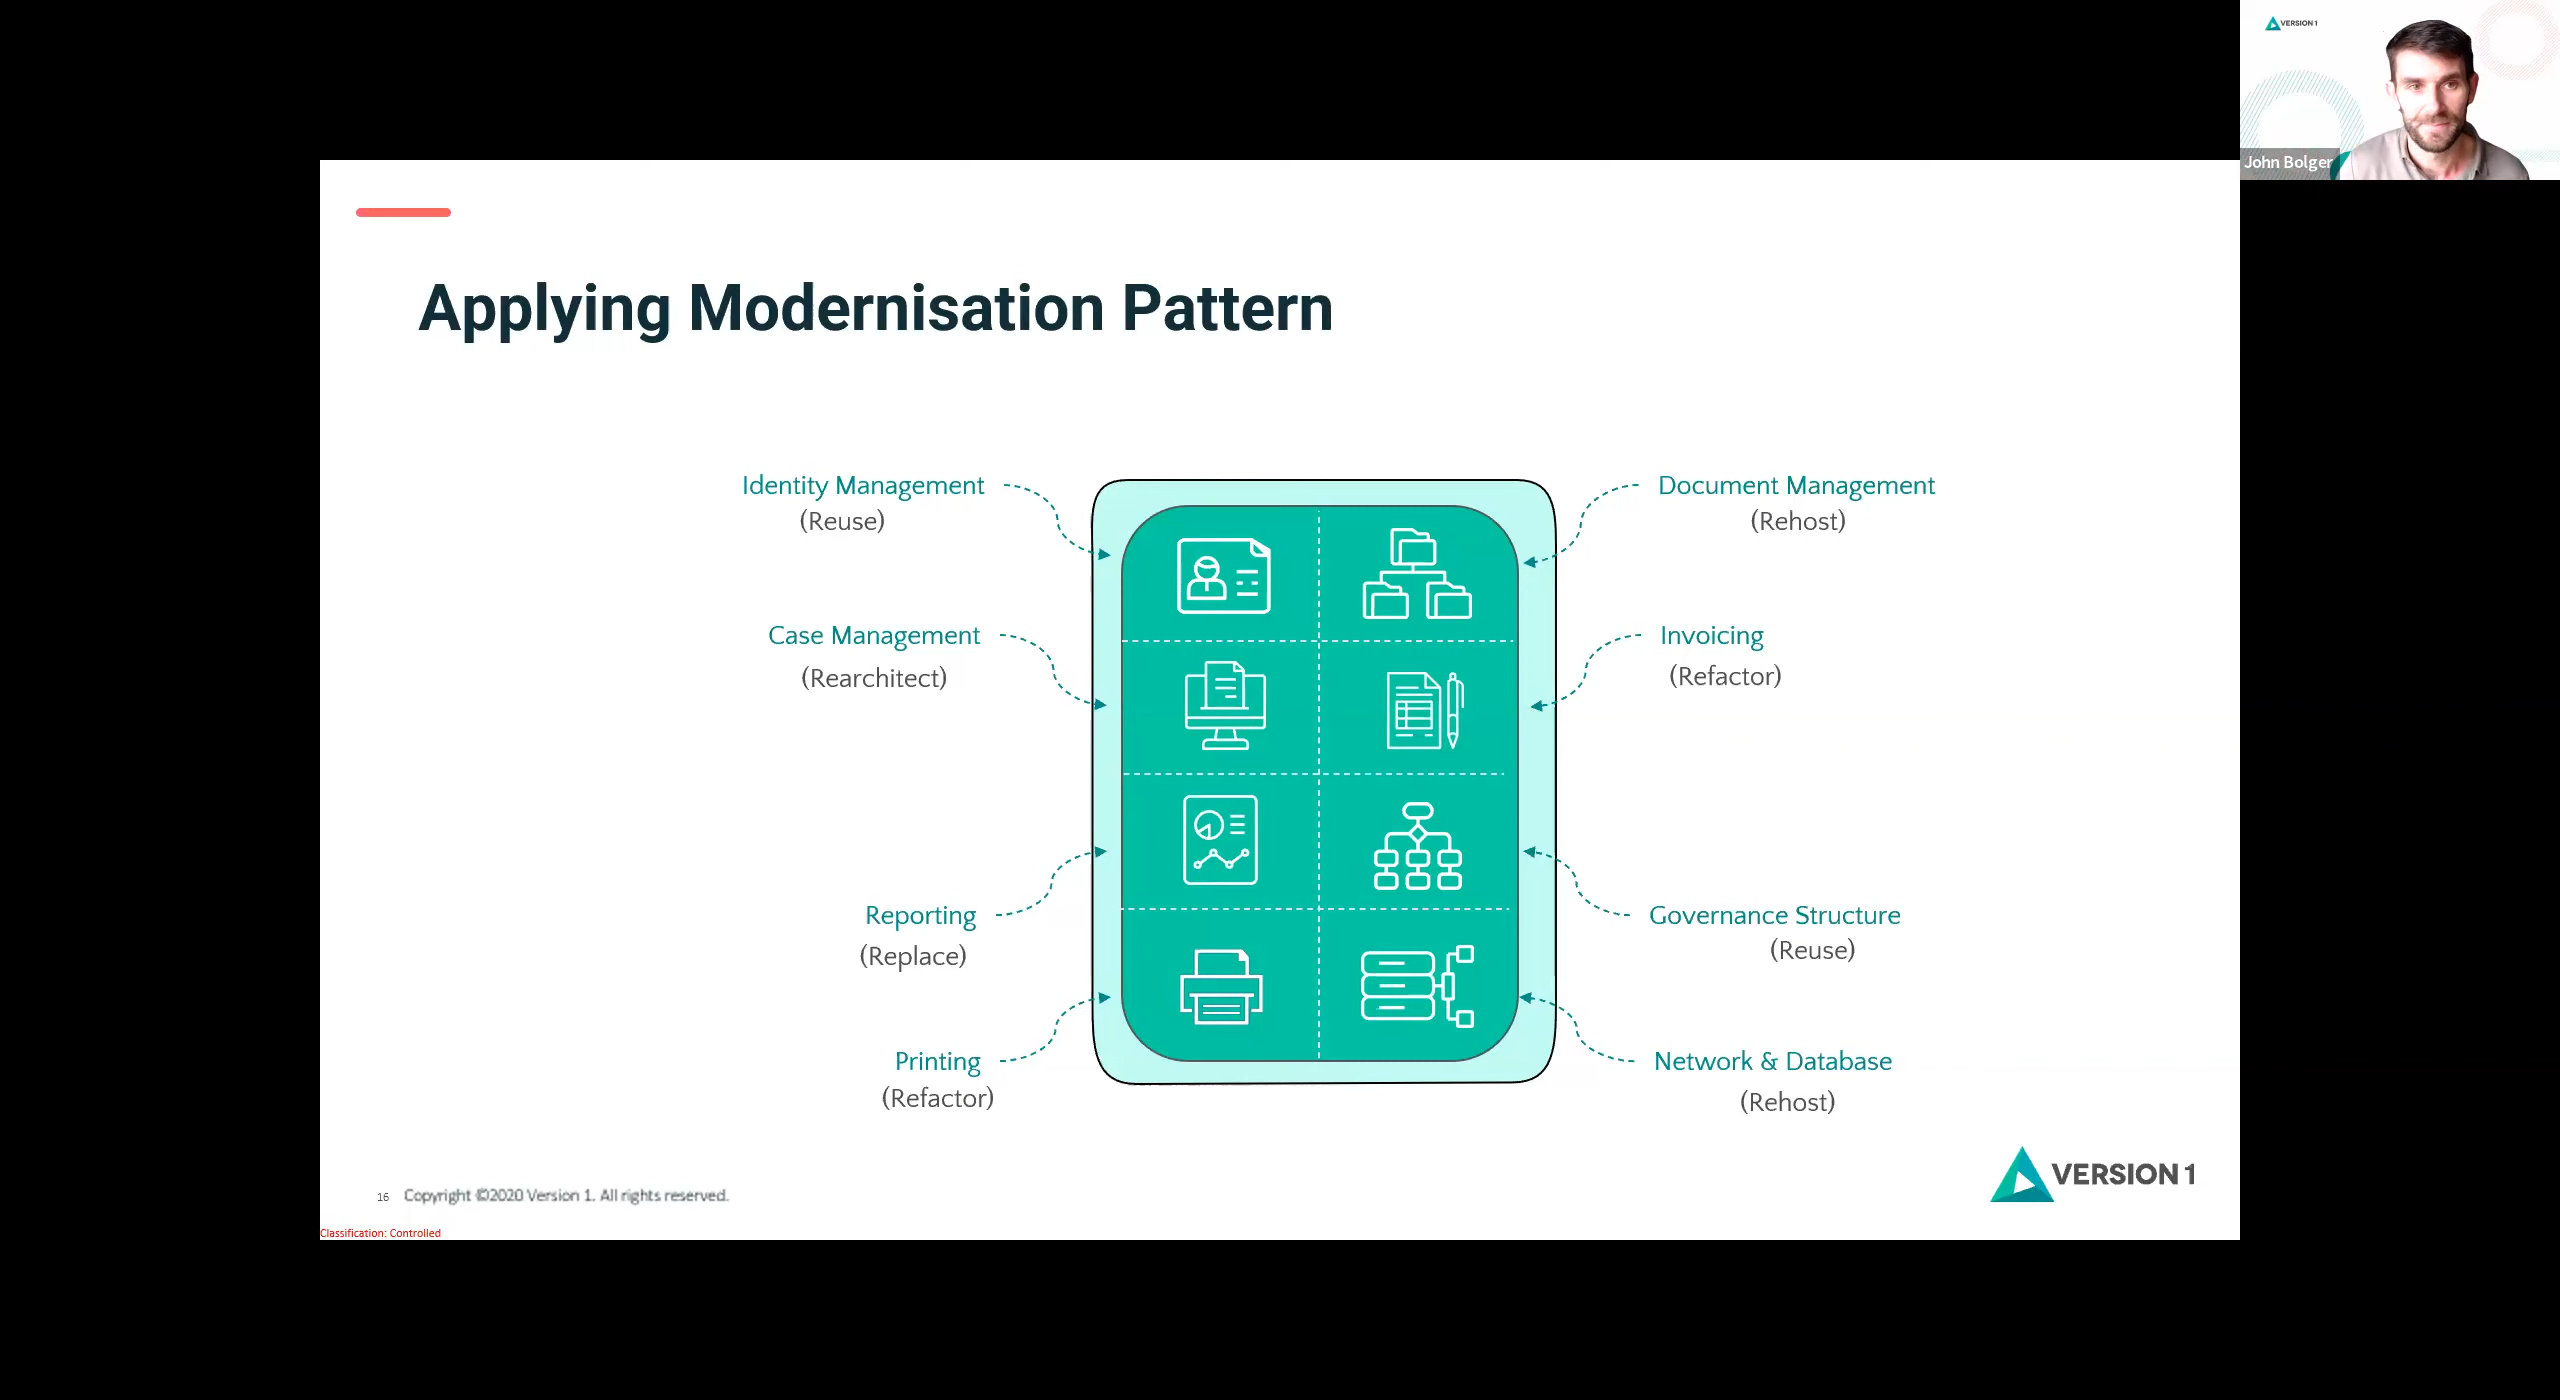 VERSION 1
John Bolger
Applying Modernisation Pattern
Identity Management
(Reuse)
Document Management
(Rehost)
Case Management
(Rearchitect)
Invoicing
(Refactor)
Reporting
(Replace)
Governance Structure
(Reuse)
Printing
(Refactor)
Network & Database
(Rehost)
VERSION 1
16 Copyright ©2020 Version 1. All rights reserved.
Classification: Controlled